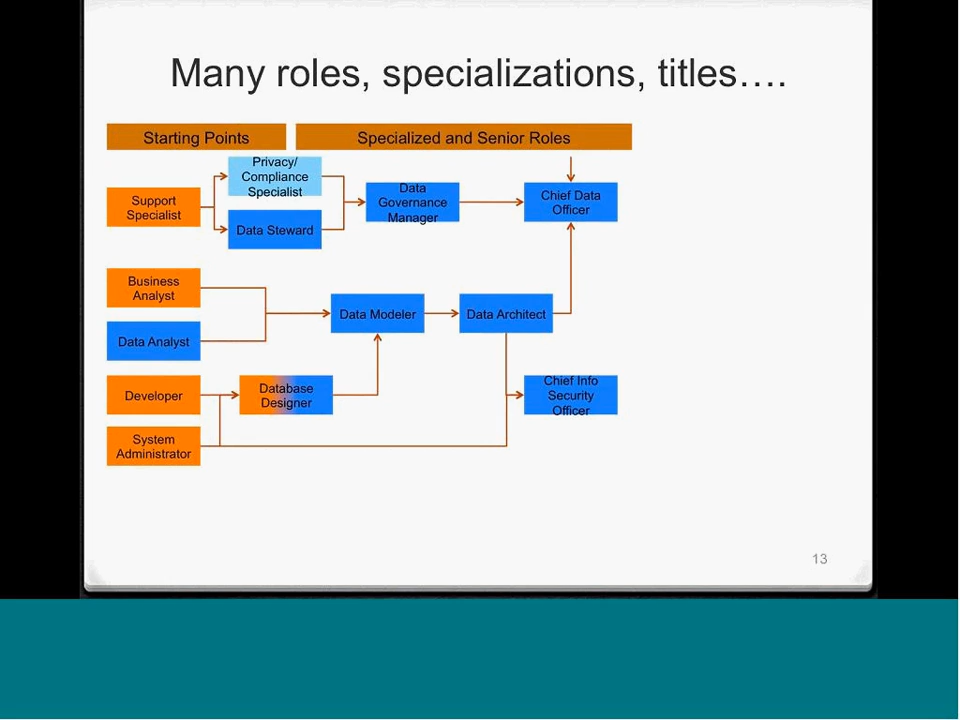 Many roles, specializations, titles….
Starting Points
Specialized and Senior Roles
Privacy/
Compliance
Specialist
Support
Specialist
Data Steward
Data
Governance
Manager
Chief Data
Officer
Business
Analyst
Data Analyst
Data Modeler
Data Architect
Developer
Database
Designer
Chief Info
Security
Officer
System
Administrator
13